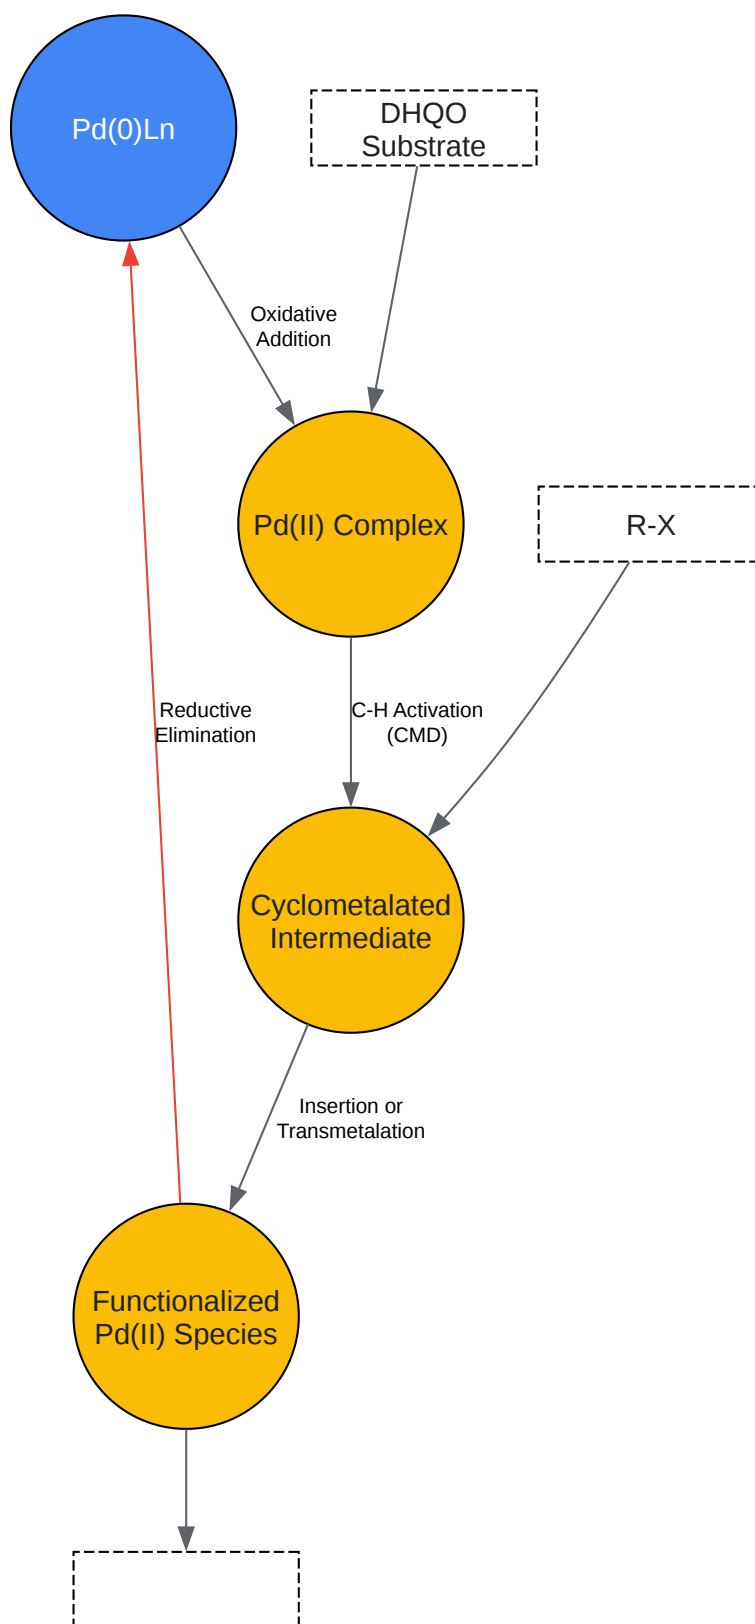 Pd(0)Ln
DHQO
Substrate
Oxidative
Addition
Pd(II) Complex
R-X
Reductive
Elimination
C-H Activation
(CMD)
Cyclometalated
Intermediate
Insertion or
Transmetalation
Functionalized
Pd(II) Species